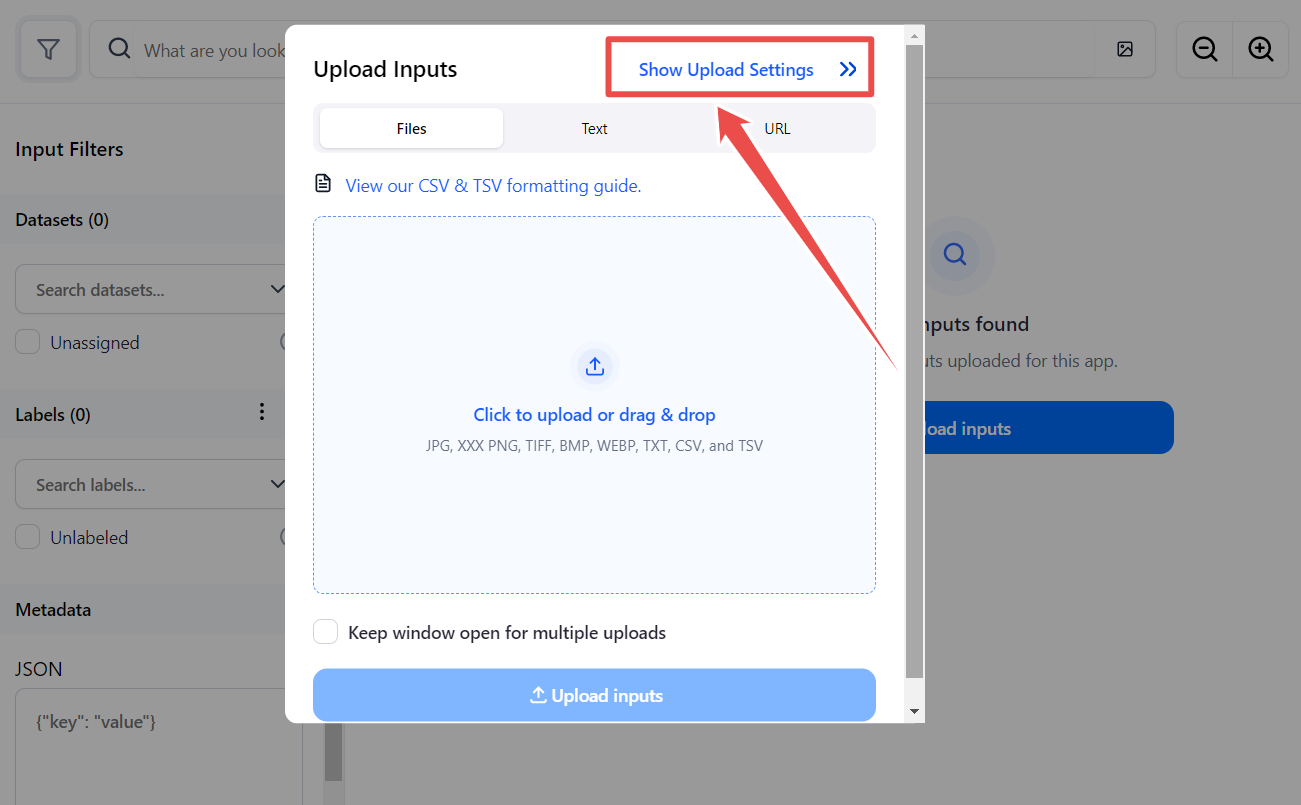 What are you look
Upload Inputs
Show Upload Settings
Files
Text
URL
View our CSV & TSV formatting guide.
Click to upload or drag & drop
JPG, XXX PNG, TIFF, BMP, WEBP, TXT, CSV, and TSV
Keep window open for multiple uploads
Upload inputs
Input Filters
Datasets (0)
Search datasets...
Unassigned
Labels (0)
Search labels...
Unlabeled
Metadata
JSON
{"key": "value"}
nputs found
uts uploaded for this app.
load inputs